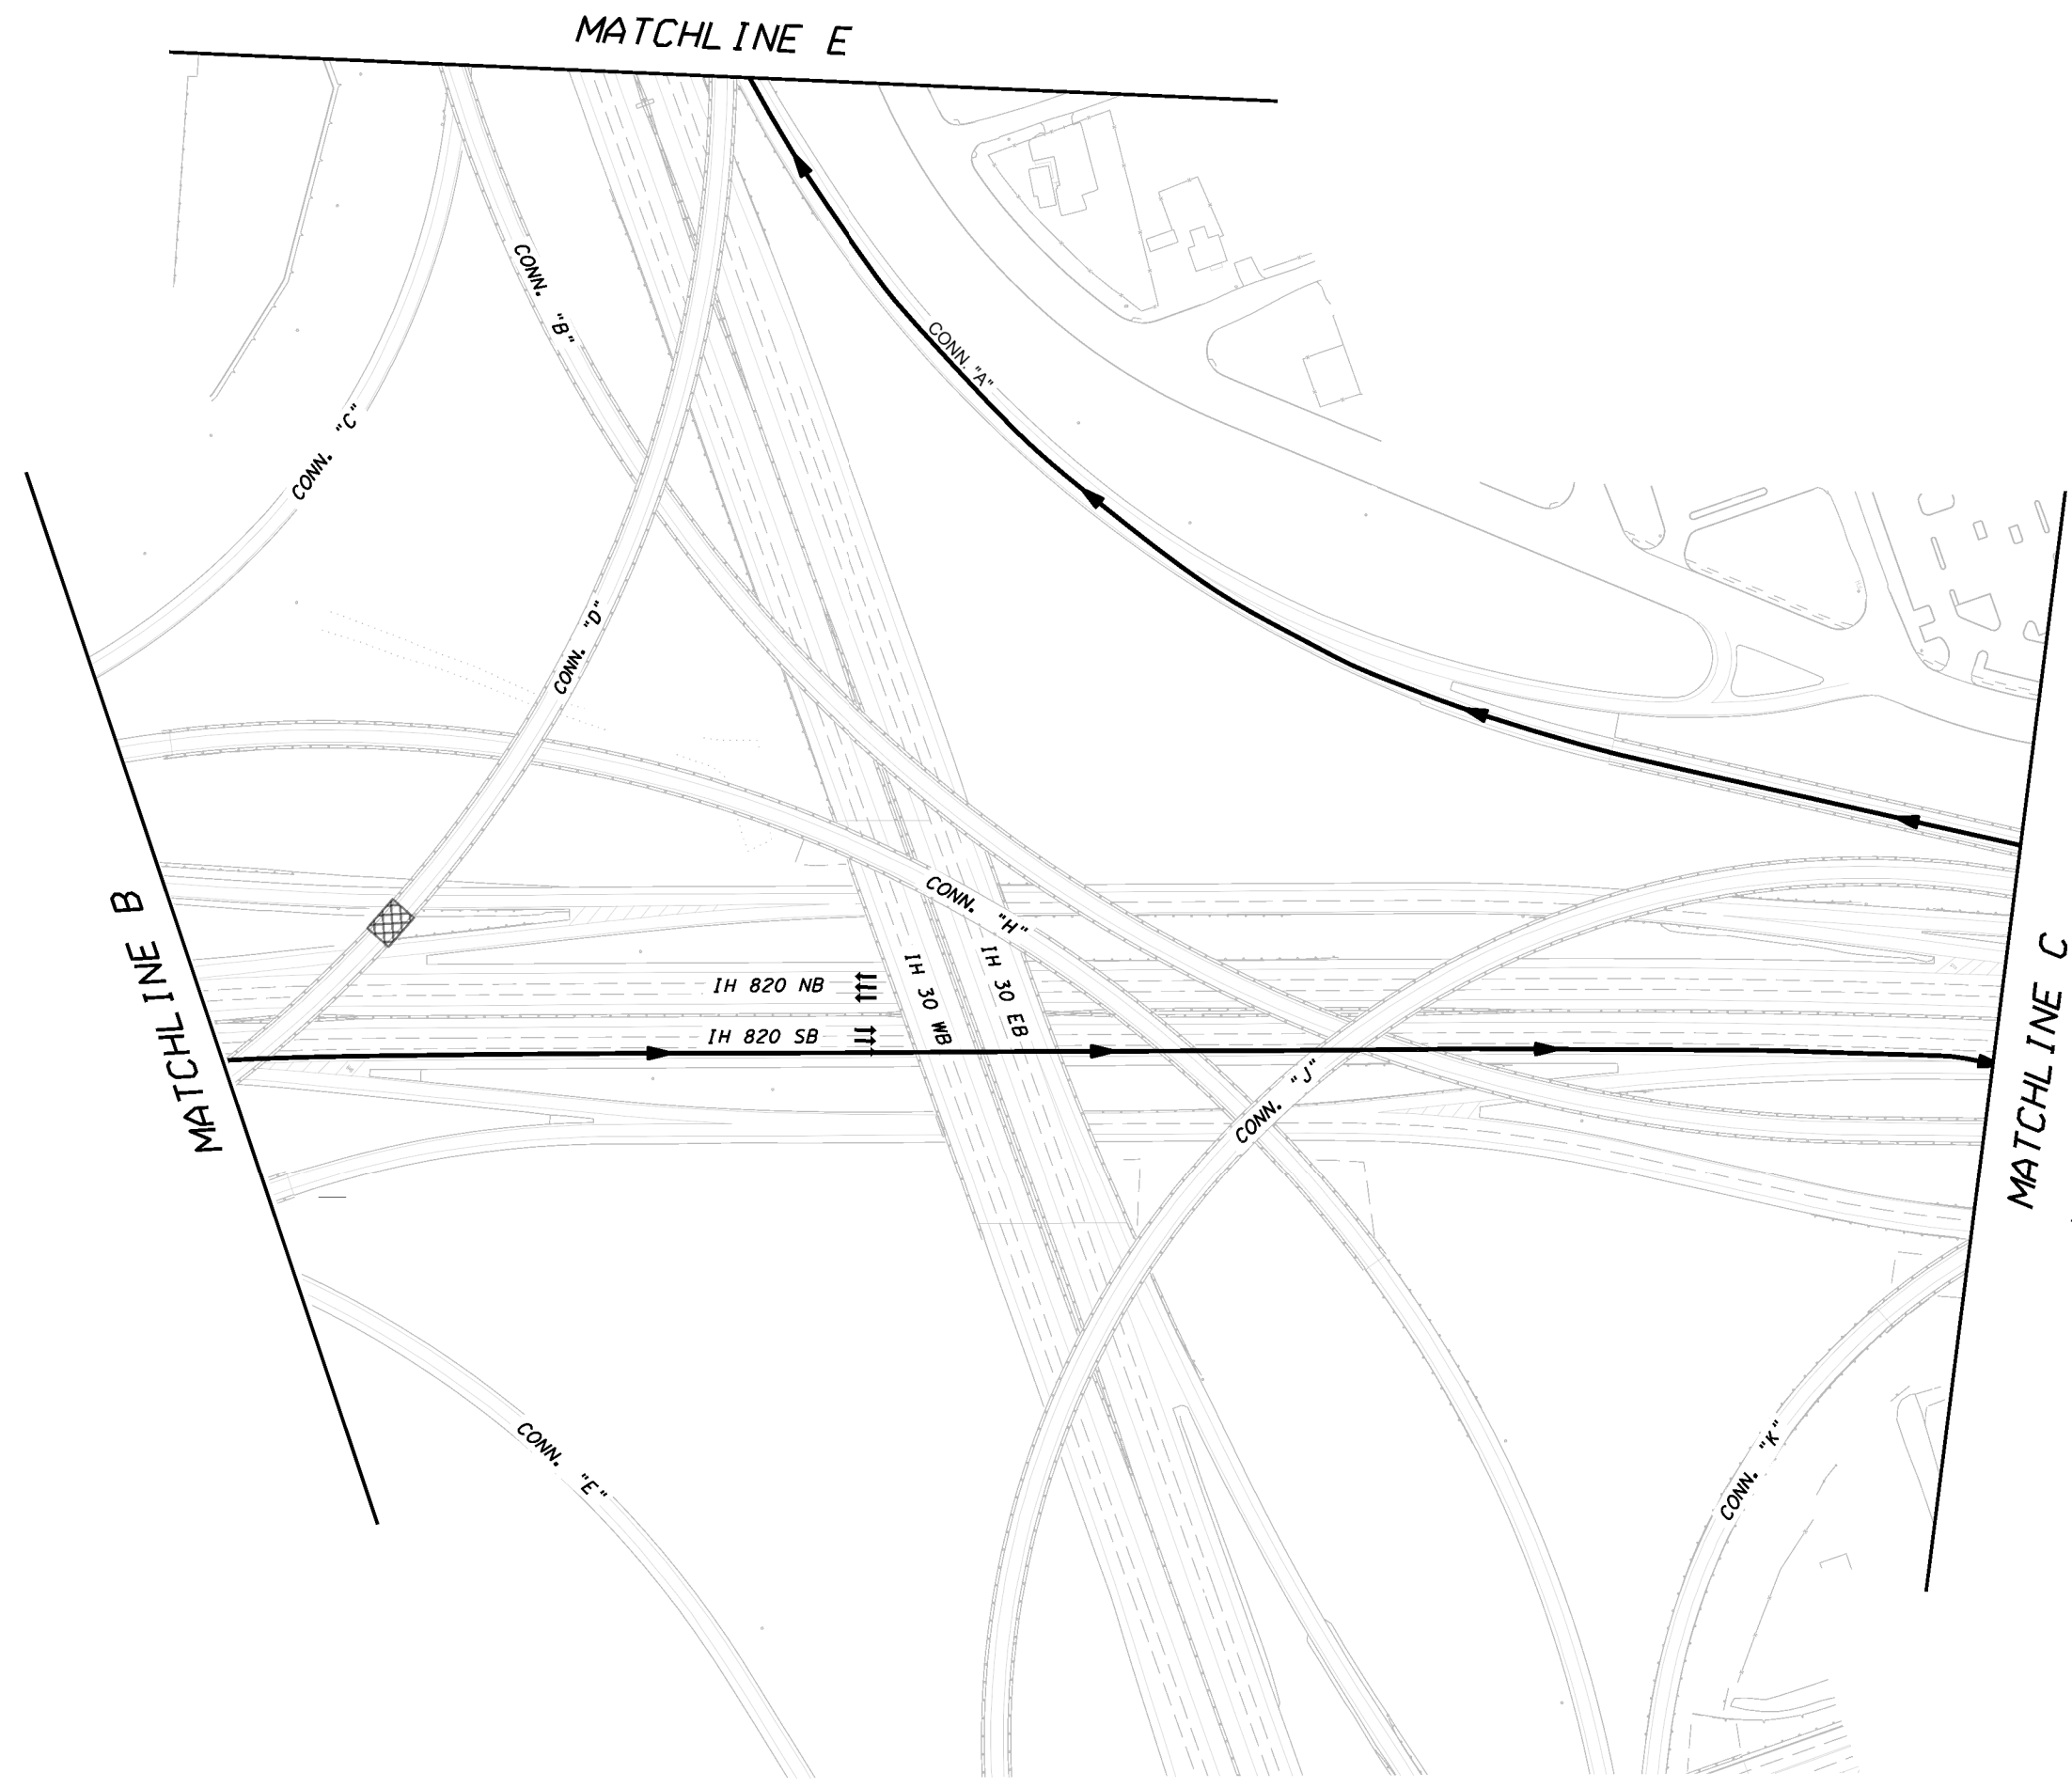 MATCHLINE E
CONN. "B"
CONN. "A"
CONN. "C"
CONN. "D"
MATCHLINE B
CONN. "H"
MATCHLINE C
IH 820 NB
IH 30 WB
IH 30 EB
IH 820 SB
CONN. "J"
CONN. "E"
CONN. "K"